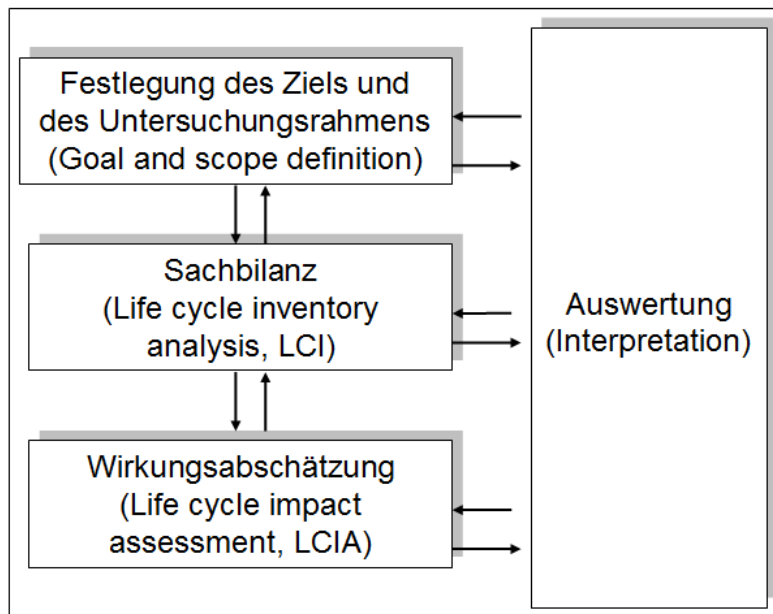 Festlegung des Ziels und
des Untersuchungsrahmens
(Goal and scope definition)
Sachbilanz
(Life cycle inventory
analysis, LCI)
Wirkungsabschätzung
(Life cycle impact
assessment, LCIA)
Auswertung
(Interpretation)